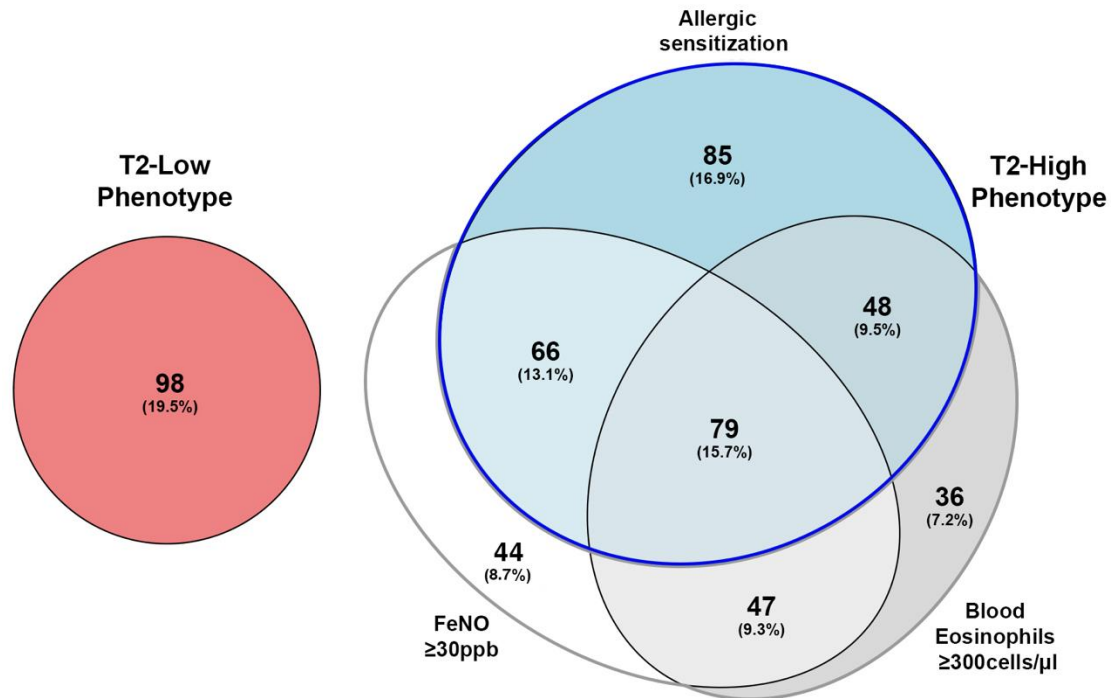 Allergic
sensitization
T2-Low
Phenotype
85
(16.9%)
T2-High
Phenotype
48
(9.5%)
66
(13.1%)
98
(19.5%)
79
(15.7%)
36
(7.2%)
44
(8.7%)
47
(9.3%)
FeNO
≥30ppb
Blood
Eosinophils
≥300cells/µl